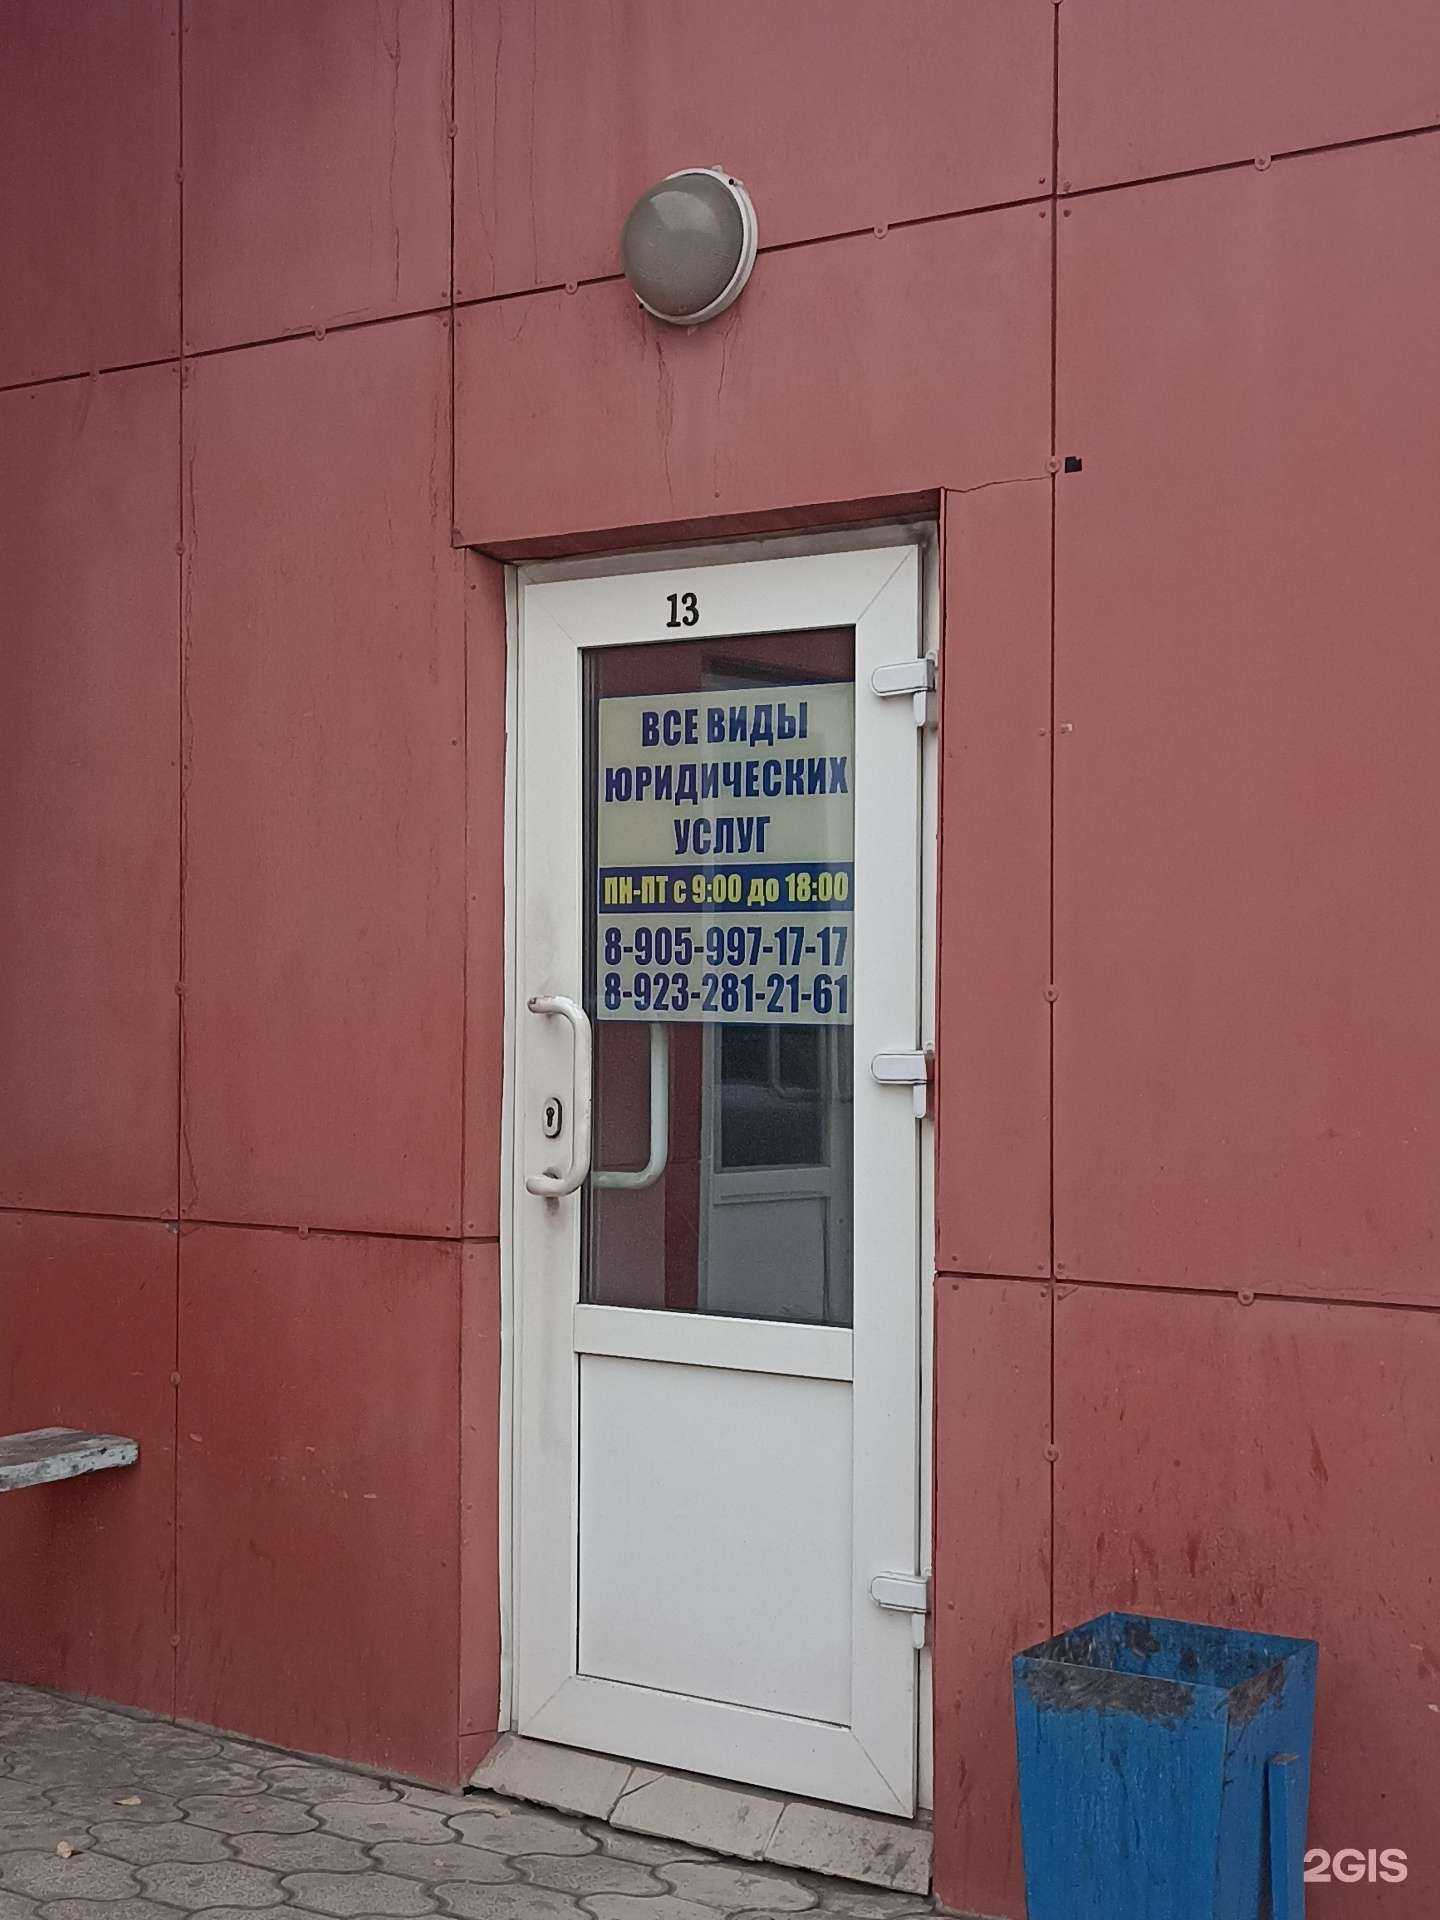 13
ВСЕ ВИДЫ
ЮРИДИЧЕСКИХ
УСЛУГ
ПН-ПТ с 9:00 до 18:00
8-905-997-17-17
8-923-281-21-61
2GIS